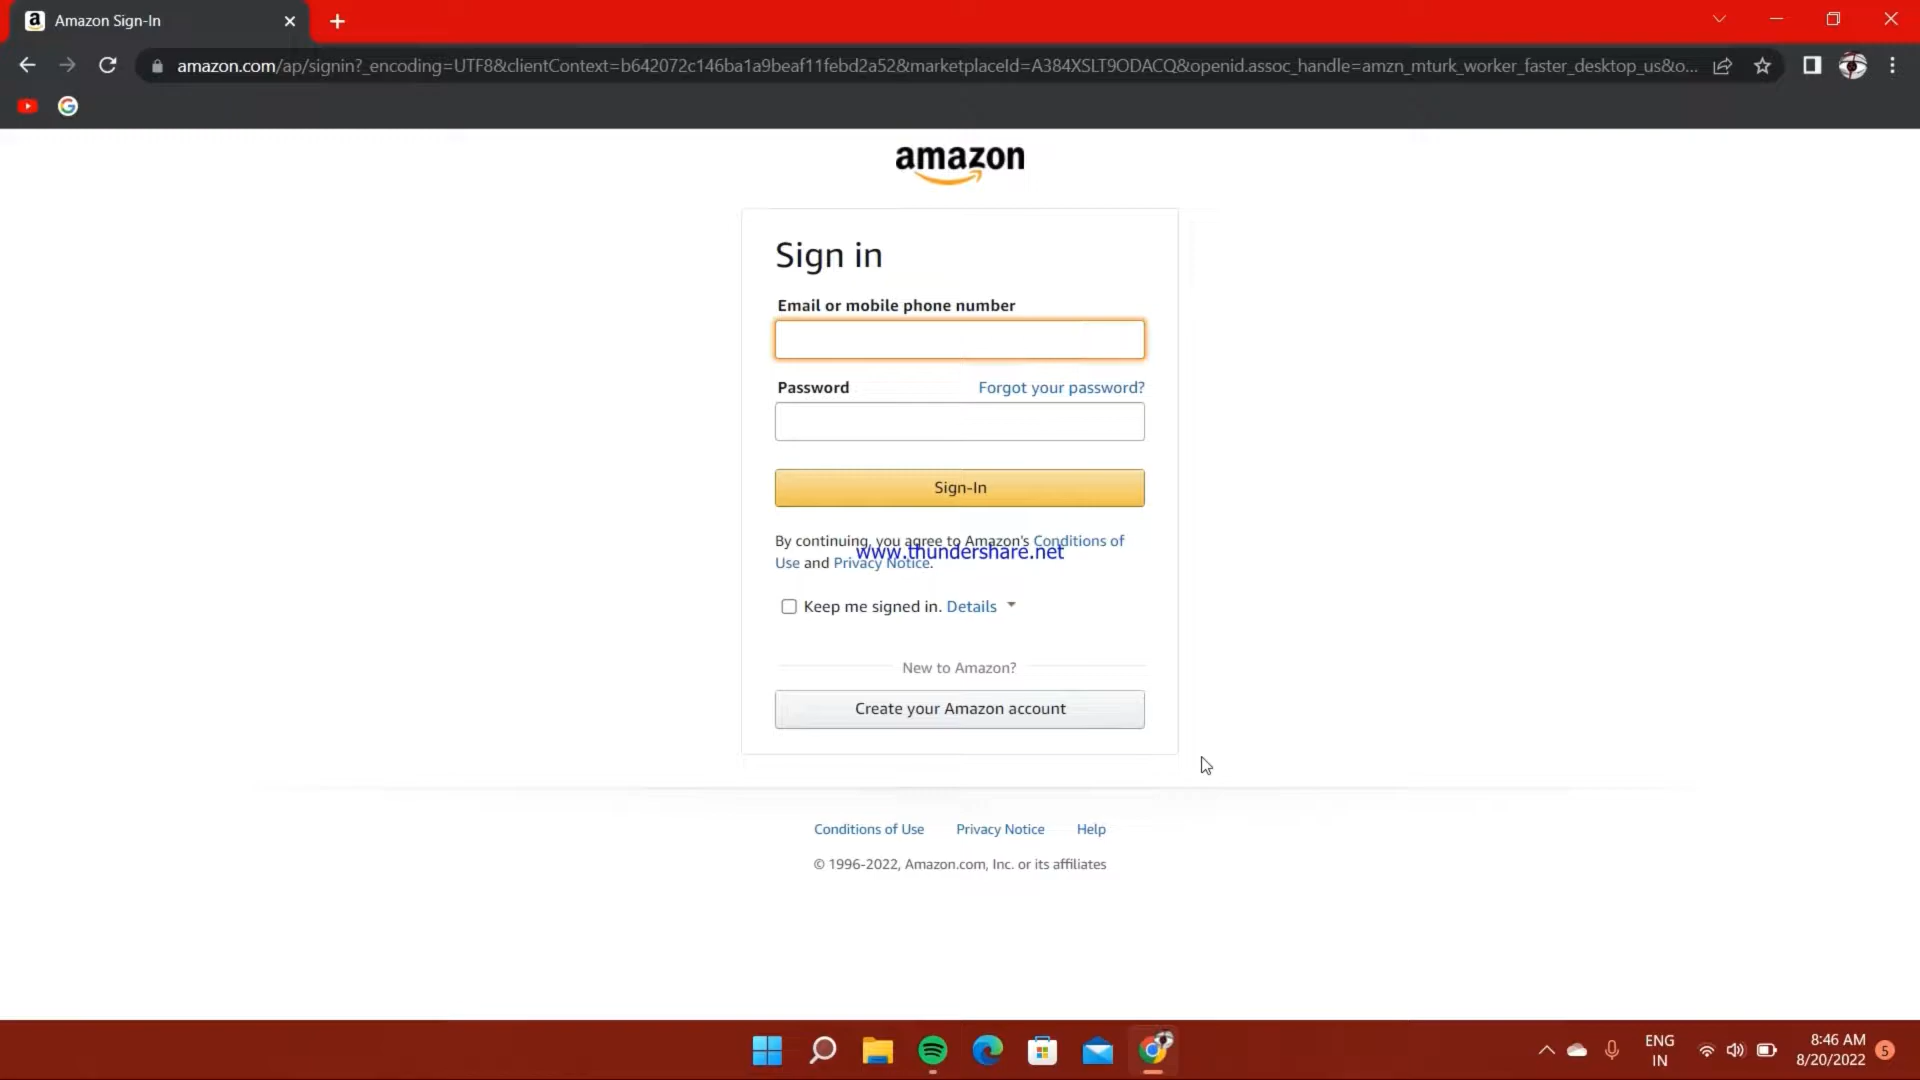 Amazon Sign-In
amazon.com/ap/signin?_encoding=UTF8&clientContext=b642072c146ba1a9beaf11febd2a52&marketplaceId=A384XSLT9ODACQ&openid.assoc_handle=amzn_mturk_worker_faster_desktop_us&o...
amazon
Sign in
Email or mobile phone number
Password Forgot your password?
Sign-In
By continuing, you agree to Amazon's Conditions of
Use and Privacy Notice.
www.thundershare.net
Keep me signed in. Details
New to Amazon?
Create your Amazon account
Conditions of Use Privacy Notice Help
© 1996-2022, Amazon.com, Inc. or its affiliates
ENG
IN
8:46 AM
8/20/2022
5